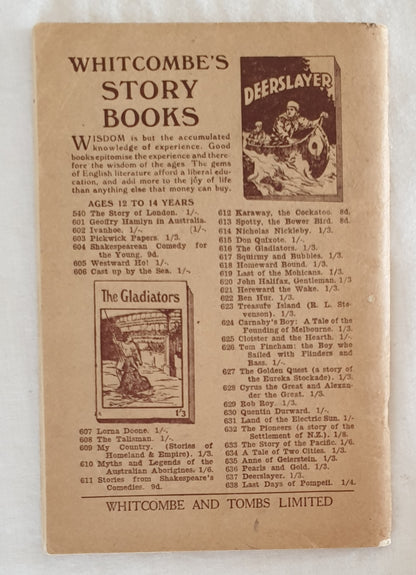 WHITCOMBE'S
STORY
BOOKS
WISDOM is but the accumulated
knowledge of experience. Good
books epitomise the experience and there
fore the wisdom of the ages. The gems
of English literature afford a liberal edu-
cation, and add more to the joy of life
than anything else that money can buy.
DEERSLAYER
AGES 12 TO 14 YEARS
540 The Story of London. 1/-.
601 Geoffry Hamlyn in Australia.
602 Ivanhoe. 1/-. (1/-.
603 Pickwick Papers. 1/3.
604 Shakespearean Comedy for
the Young. 9d.
605 Westward Ho! 1/-.
606 Cast up by the Sea. 1/-.
The Gladiators
1/3
607 Lorna Doone. 1/-.
608 The Talisman. 1/-.
609 My Country. (Stories of
Homeland & Empire). 1/3.
610 Myths and Legends of the
Australian Aborigines. 1/6.
611 Stories from Shakespeare's
Comedies. 9d.
612 Karaway, the Cockatoo. 8d.
613 Spotty, the Bower Bird. 8d.
614 Nicholas Nickleby. 1/3.
615 Don Quixote. 1/-.
616 The Gladiators. 1/3.
617 Squirmy and Bubbles. 1/3.
618 Homeward Bound. 1/3.
619 Last of the Mohicans. 1/3.
620 John Halifax, Gentleman. 1/3
621 Hereward the Wake. 1/3.
622 Ben Hur. 1/3.
623 Treasure Island (R. L. Ste-
venson). 1/3.
624 Carnaby's Boy: A Tale of the
Founding of Melbourne. 1/3.
625 Cloister and the Hearth. 1/-.
626 Tom Fincham: the Boy who
Sailed with Flinders and
Bass. 1/-.
627 The Golden Quest (a story of
the Eureka Stockade). 1/3.
628 Cyrus the Great and Alexan-
der the Great. 1/3.
629 Rob Roy. 1/3.
630 Quentin Durward. 1/-.
631 Land of the Electric Sun. 1/-
632 The Pioneers (a story of the
Settlement of N.Z.). 1/8.
633 The Story of the Pacific. 1/6.
634 A Tale of Two Cities. 1/3.
635 Anne of Geierstein. 1/3.
636 Pearls and Gold. 1/3.
637 Deerslayer. 1/3.
638 Last Days of Pompeii. 1/4.
WHITCOMBE AND TOMBS LIMITED